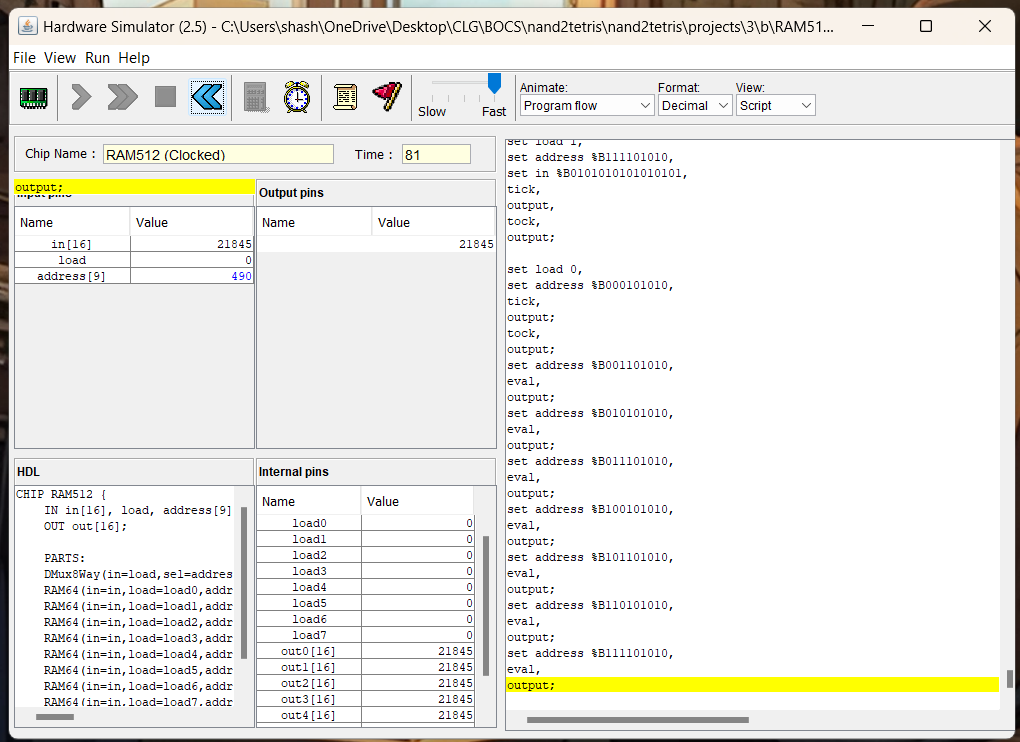 Hardware Simulator (2.5) - C:\Users\shash\OneDrive\Desktop\CLG\BOCS\nand2tetris\nand2tetris\projects\3\b\RAM51...
File View Run Help
Slow Fast
Animate: Format: View:
Program flow Decimal Script
Chip Name : RAM512 (Clocked) Time : 81
output;
Input pins
Name Value
in[16] 21845
load 0
address[9] 490
Output pins
Name Value
21845
HDL
CHIP RAM512 {
IN in[16], load, address[9]
OUT out[16];
PARTS:
DMux8Way(in=load,sel=addres
RAM64(in=in,load=load0,addr
RAM64(in=in,load=load1,addr
RAM64(in=in,load=load2,addr
RAM64(in=in,load=load3,addr
RAM64(in=in,load=load4,addr
RAM64(in=in,load=load5,addr
RAM64(in=in,load=load6,addr
RAM64(in=in,load=load7,addr
Internal pins
Name Value
load0 0
load1 0
load2 0
load3 0
load4 0
load5 0
load6 0
load7 0
out0[16] 21845
out1[16] 21845
out2[16] 21845
out3[16] 21845
out4[16] 21845
set load 1,
set address %B111101010,
set in %B0101010101010101,
tick,
output,
tock,
output;
set load 0,
set address %B000101010,
tick,
output;
tock,
output;
set address %B001101010,
eval,
output;
set address %B010101010,
eval,
output;
set address %B011101010,
eval,
output;
set address %B100101010,
eval,
output;
set address %B101101010,
eval,
output;
set address %B110101010,
eval,
output;
set address %B111101010,
eval,
output;